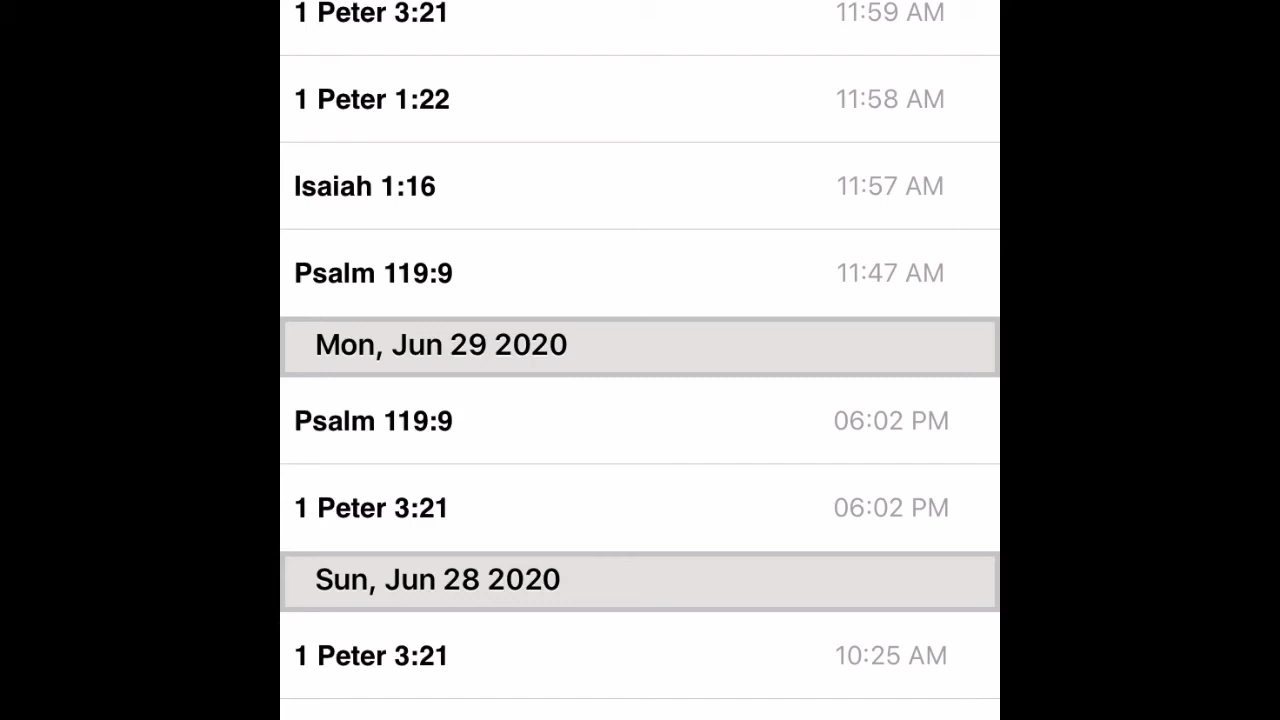 1 Peter 3:21 11:59 AM
1 Peter 1:22 11:58 AM
Isaiah 1:16 11:57 AM
Psalm 119:9 11:47 AM
Mon, Jun 29 2020
Psalm 119:9 06:02 PM
1 Peter 3:21 06:02 PM
Sun, Jun 28 2020
1 Peter 3:21 10:25 AM